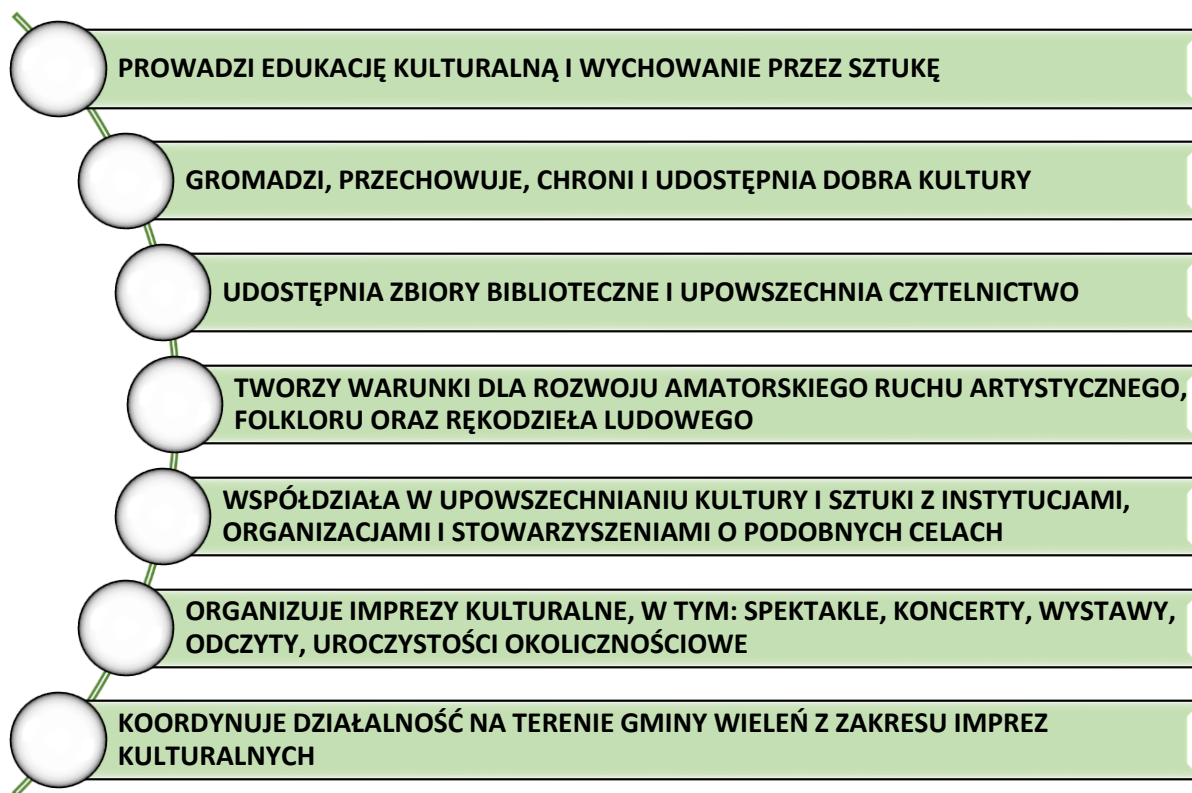 PROWADZI EDUKACJĘ KULTURALNĄ I WYCHOWANIE PRZEZ SZTUKĘ
GROMADZI, PRZECHOWUJE, CHRONI I UDOSTĘPNIA DOBRA KULTURY
UDOSTĘPNIA ZBIORY BIBLIOTECZNE I UPOWSZECHNIA CZYTELNICTWO
TWORZY WARUNKI DLA ROZWOJU AMATORSKIEGO RUCHU ARTYSTYCZNEGO,
FOLKLORU ORAZ RĘKODZIEŁA LUDOWEGO
WSPÓŁDZIAŁA W UPOWSZECHNIANIU KULTURY I SZTUKI Z INSTYTUCJAMI,
ORGANIZACJAMI I STOWARZYSZENIAMI O PODOBNYCH CELACH
ORGANIZUJE IMPREZY KULTURALNE, W TYM: SPEKTAKLE, KONCERTY, WYSTAWY,
ODCZYTY, UROCZYSTOŚCI OKOLICZNOŚCIOWE
KOORDYNUJE DZIAŁALNOŚĆ NA TERENIE GMINY WIELEŃ Z ZAKRESU IMPREZ
KULTURALNYCH